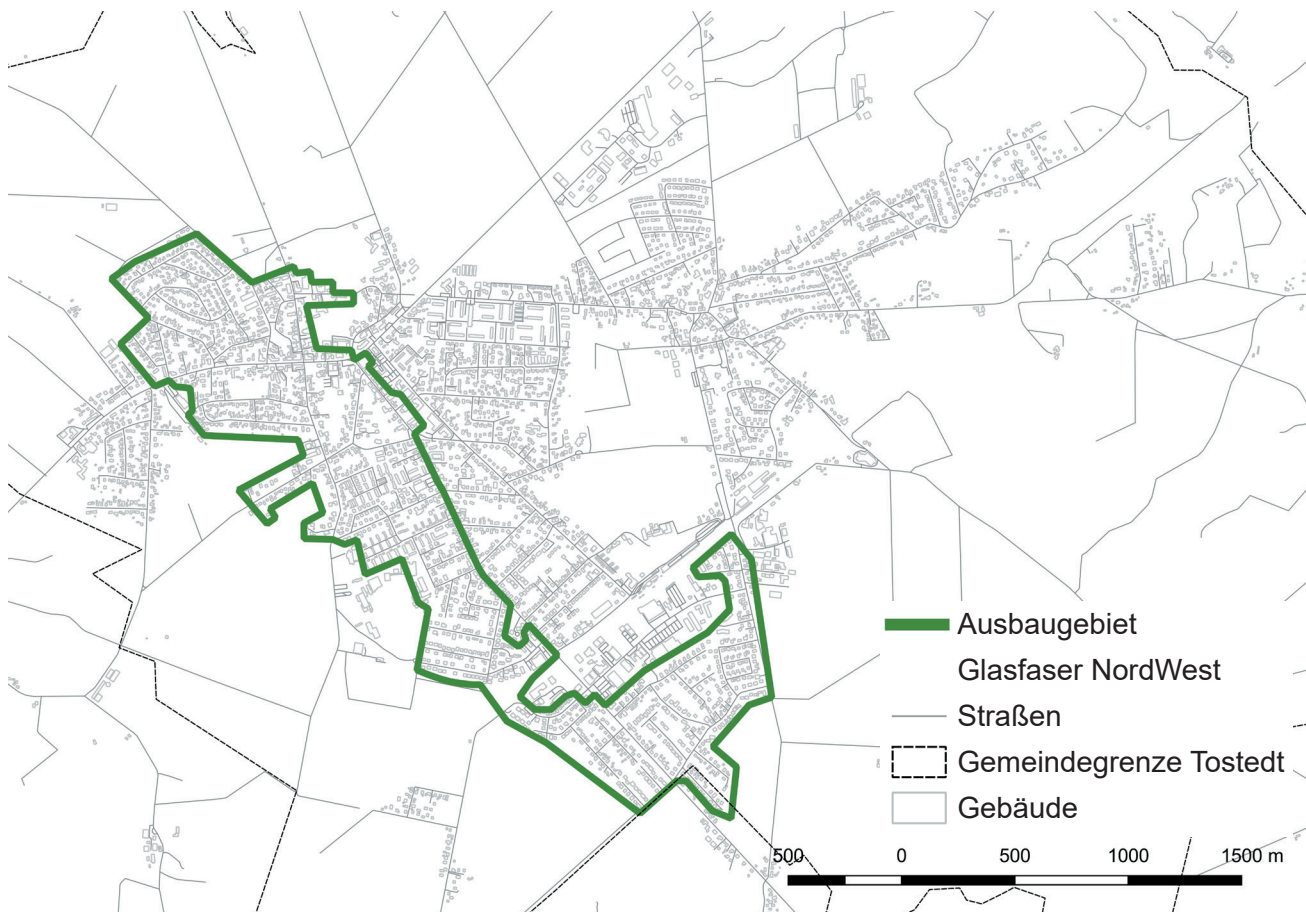 Ausbaugebiet
Glasfaser NordWest
Straßen
Gemeindegrenze Tostedt
Gebäude
500 0 500 1000 1500 m